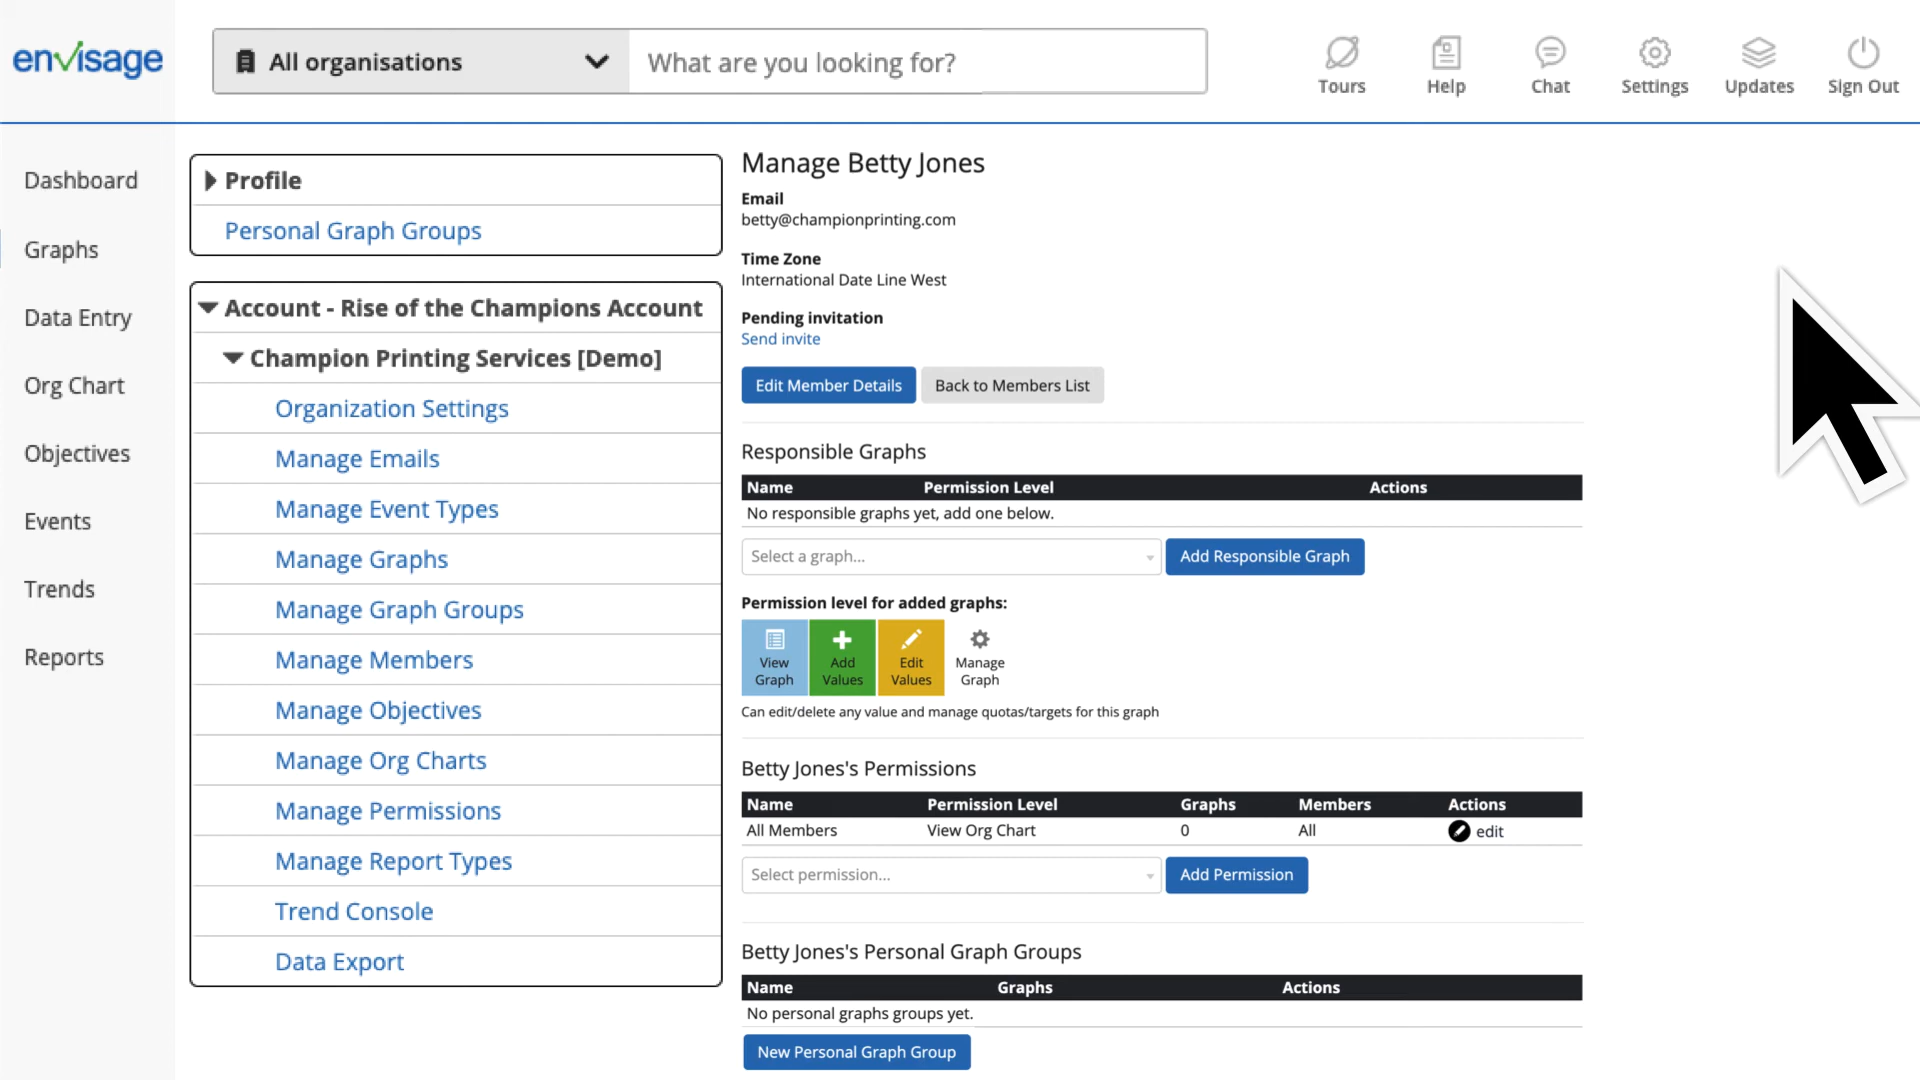 envisage
All organisations
What are you looking for?
Tours
Help
Chat
Settings
Updates
Sign Out
Dashboard
Graphs
Data Entry
Org Chart
Objectives
Events
Trends
Reports
Profile
Personal Graph Groups
Account - Rise of the Champions Account
Champion Printing Services [Demo]
Organization Settings
Manage Emails
Manage Event Types
Manage Graphs
Manage Graph Groups
Manage Members
Manage Objectives
Manage Org Charts
Manage Permissions
Manage Report Types
Trend Console
Data Export
Manage Betty Jones
Email
betty@championprinting.com
Time Zone
International Date Line West
Pending invitation
Send invite
Edit Member Details
Back to Members List
Responsible Graphs
Name Permission Level Actions
No responsible graphs yet, add one below.
Select a graph...
Add Responsible Graph
Permission level for added graphs:
View
Graph
Add
Values
Edit
Values
Manage
Graph
Can edit/delete any value and manage quotas/targets for this graph
Betty Jones's Permissions
Name Permission Level Graphs Members Actions
All Members View Org Chart 0 All edit
Select permission...
Add Permission
Betty Jones's Personal Graph Groups
Name Graphs Actions
No personal graphs groups yet.
New Personal Graph Group